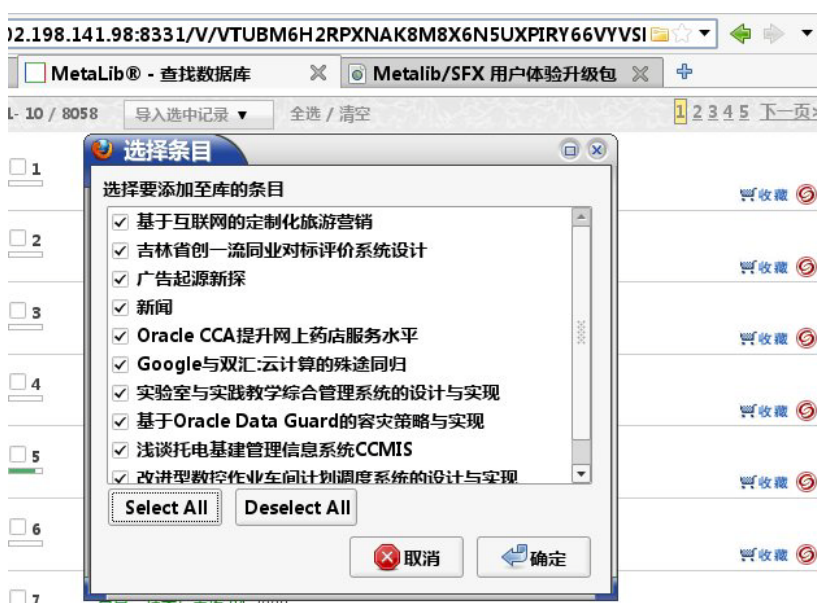 02.198.141.98:8331/V/VTUBM6H2RPXNAK8M8X6N5UXPIRY66VYVSI
MetaLib® - 查找数据库 Metalib/SFX 用户体验升级包
1- 10 / 8058 导入选中记录 全选 / 清空 1 2 3 4 5 下一页>
选择条目
选择要添加至库的条目
基于互联网的定制化旅游营销
吉林省创一流同业对标评价系统设计
广告起源新探
新闻
Oracle CCA提升网上药店服务水平
Google与双汇:云计算的殊途同归
实验室与实践教学综合管理系统的设计与实现
基于Oracle Data Guard的容灾策略与实现
浅谈托电基建管理信息系统CCMIS
改进型数控作业车间计划调度系统的设计与实现
Select All Deselect All
取消 确定
1 收藏
2 收藏
3 收藏
4 收藏
5 收藏
6 收藏
7